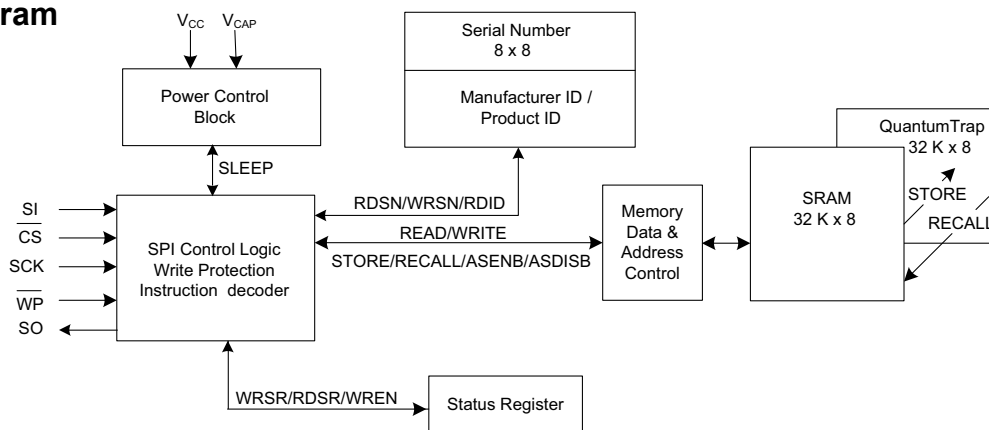 ram
VCC VCAP
Power Control
Block
SLEEP
Serial Number
8 x 8
Manufacturer ID /
Product ID
RDSN/WRSN/RDID
SI
CS
SCK
WP
SO
SPI Control Logic
Write Protection
Instruction decoder
READ/WRITE
STORE/RECALL/ASENB/ASDISB
Memory
Data &
Address
Control
QuantumTrap
32 K x 8
SRAM
32 K x 8
STORE
RECALL
WRSR/RDSR/WREN
Status Register